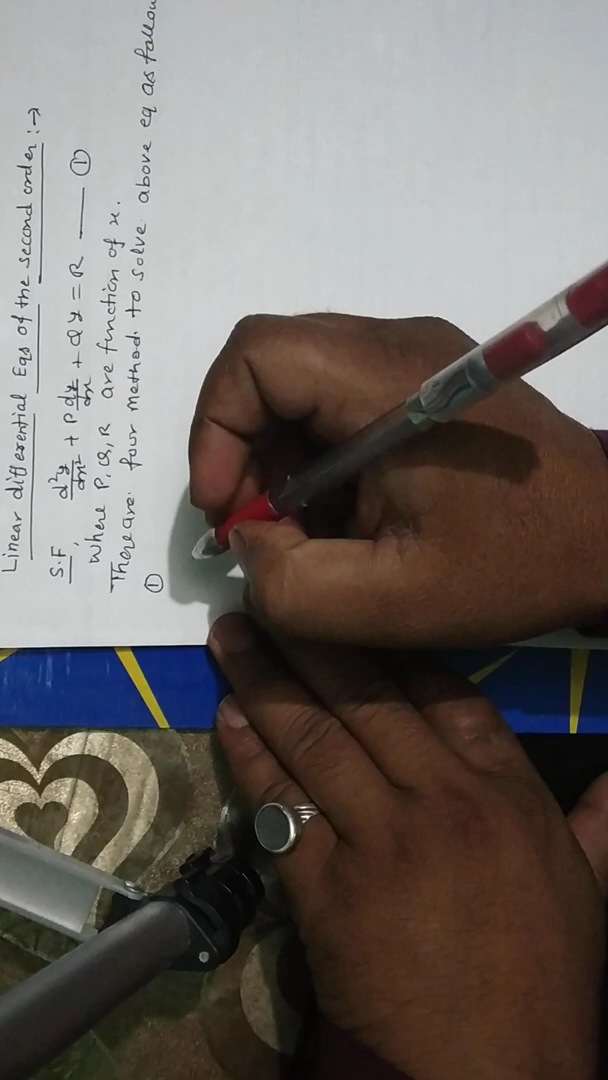 Linear differential Eqs of the second order :→
S.F, d²y/dx² + P dy/dx + Qy = R —— ①
where P, Q, R are function of x.
There are four method to solve above eq as follow
①